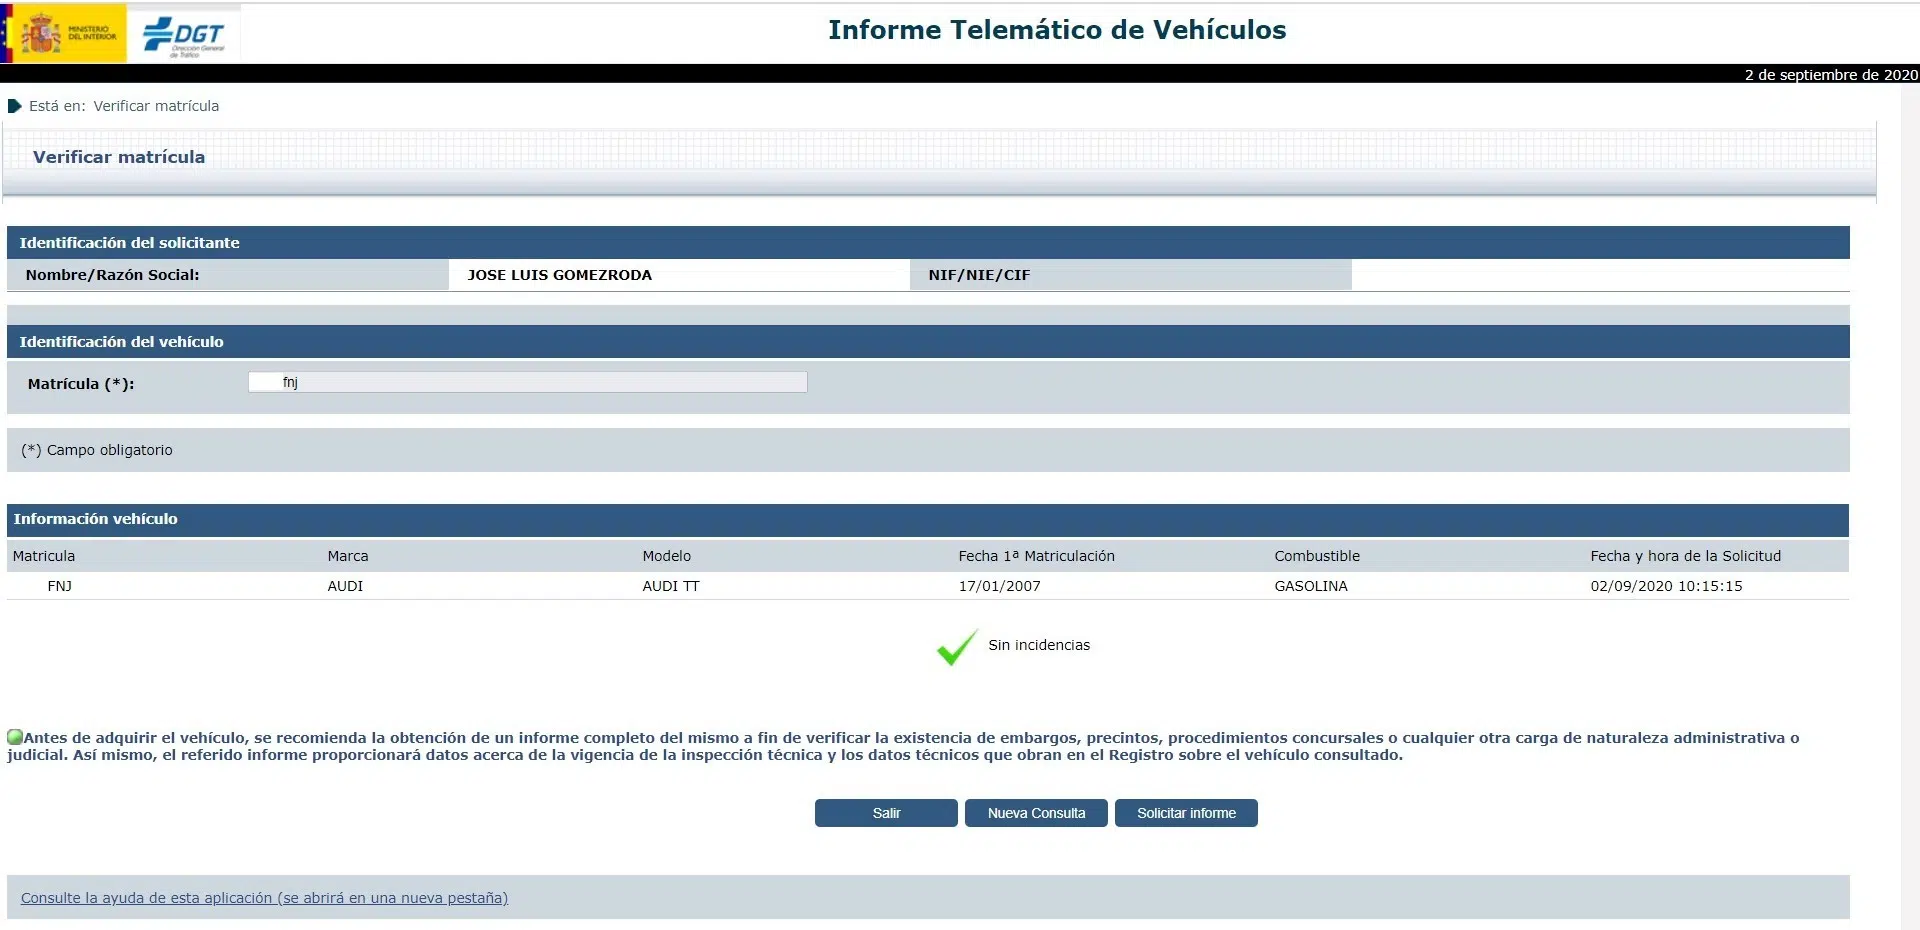 MINISTERIO
DEL INTERIOR
DGT
Dirección General
de Tráfico
Informe Telemático de Vehículos
2 de septiembre de 2020
Está en: Verificar matrícula
Verificar matrícula
Identificación del solicitante
Nombre/Razón Social: JOSE LUIS GOMEZRODA NIF/NIE/CIF
Identificación del vehículo
Matrícula (*): fnj
(*) Campo obligatorio
Información vehículo
Matricula Marca Modelo Fecha 1ª Matriculación Combustible Fecha y hora de la Solicitud
FNJ AUDI AUDI TT 17/01/2007 GASOLINA 02/09/2020 10:15:15
Sin incidencias
Antes de adquirir el vehículo, se recomienda la obtención de un informe completo del mismo a fin de verificar la existencia de embargos, precintos, procedimientos concursales o cualquier otra carga de naturaleza administrativa o
judicial. Así mismo, el referido informe proporcionará datos acerca de la vigencia de la inspección técnica y los datos técnicos que obran en el Registro sobre el vehículo consultado.
Salir Nueva Consulta Solicitar informe
Consulte la ayuda de esta aplicación (se abrirá en una nueva pestaña)